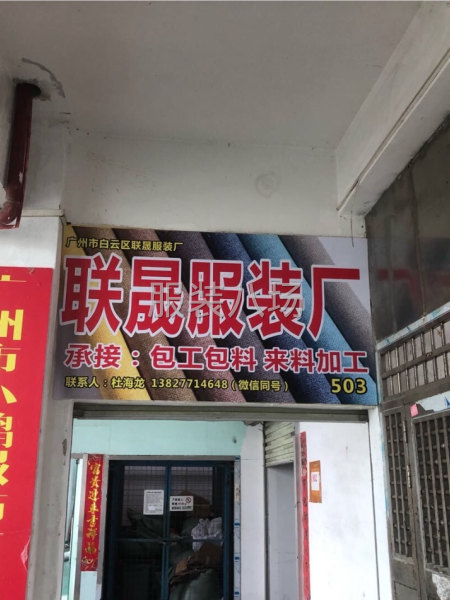 广州市白云区联晟服装厂
联晟服装厂
承接：包工包料 来料加工
联系人：杜海龙 13827714648（微信同号）
503